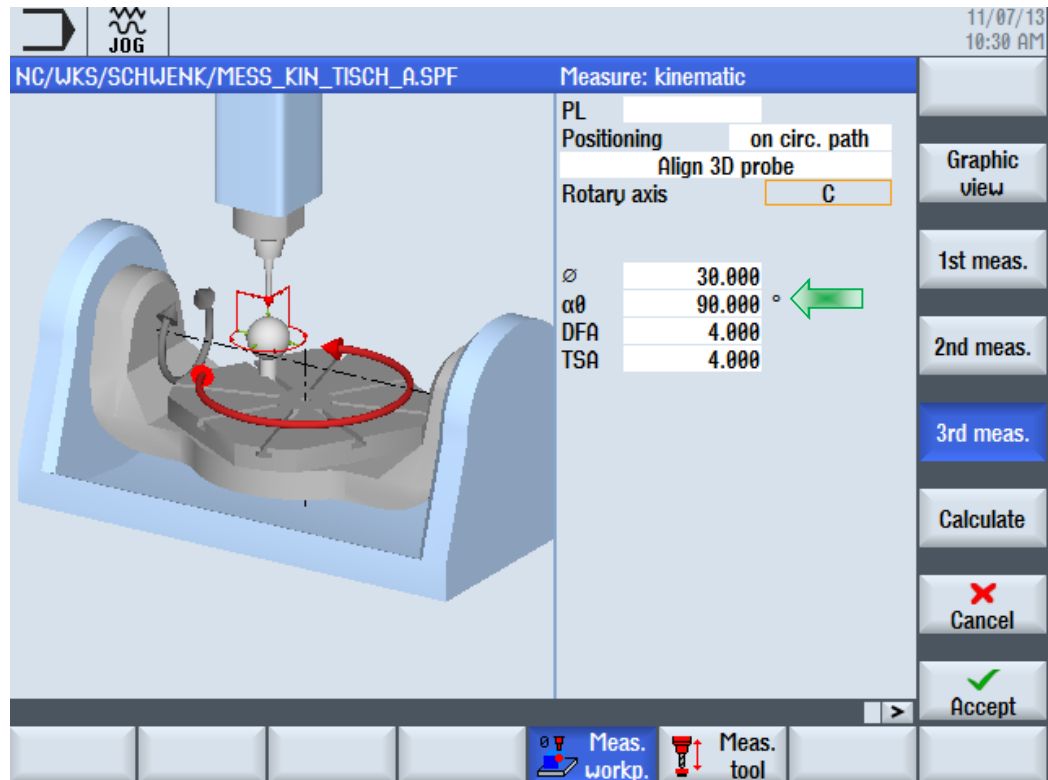 JOG
11/07/13
10:30 AM
NC/WKS/SCHWENK/MESS_KIN_TISCH_A.SPF
Measure: kinematic
PL
Positioning on circ. path
Align 3D probe
Rotary axis C
Ø 30.000
α0 90.000 °
DFA 4.000
TSA 4.000
Graphic
view
1st meas.
2nd meas.
3rd meas.
Calculate
Cancel
Accept
>
0 Meas.
workp.
Meas.
tool